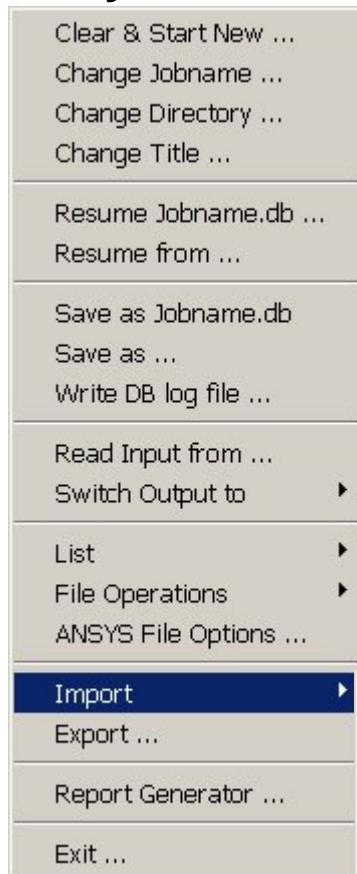 Clear & Start New ...
Change Jobname ...
Change Directory ...
Change Title ...
Resume Jobname.db ...
Resume from ...
Save as Jobname.db
Save as ...
Write DB log file ...
Read Input from ...
Switch Output to
List
File Operations
ANSYS File Options ...
Import
Export ...
Report Generator ...
Exit ...